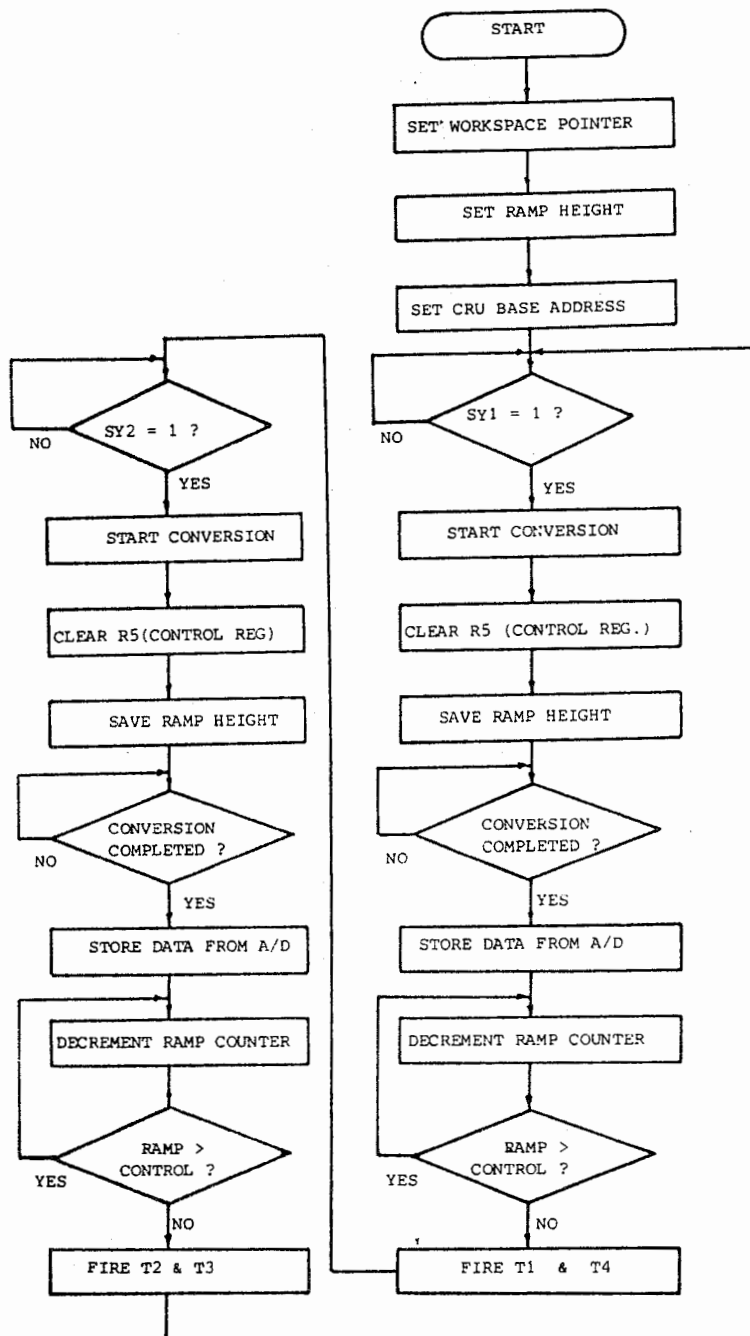 START
SET WORKSPACE POINTER
SET RAMP HEIGHT
SET CRU BASE ADDRESS
SY1 = 1 ?
NO
YES
START CONVERSION
CLEAR R5 (CONTROL REG.)
SAVE RAMP HEIGHT
CONVERSION
COMPLETED ?
NO
YES
STORE DATA FROM A/D
DECREMENT RAMP COUNTER
RAMP >
CONTROL ?
YES
NO
FIRE T1 & T4
SY2 = 1 ?
NO
YES
START CONVERSION
CLEAR R5(CONTROL REG)
SAVE RAMP HEIGHT
CONVERSION
COMPLETED ?
NO
YES
STORE DATA FROM A/D
DECREMENT RAMP COUNTER
RAMP >
CONTROL ?
YES
NO
FIRE T2 & T3